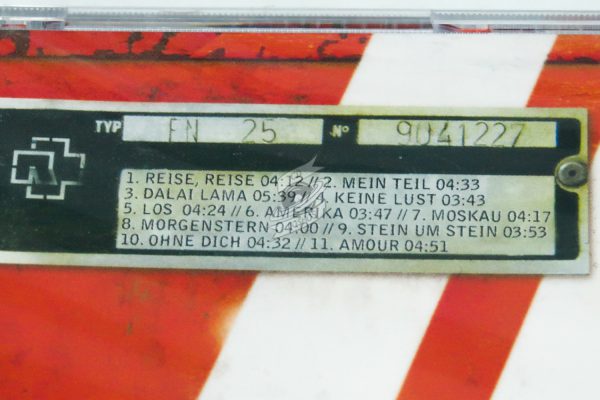 TYP EN 25 Nº 9041227
1. REISE, REISE 04:12 // 2. MEIN TEIL 04:33
3. DALAI LAMA 05:39 // 4. KEINE LUST 03:43
5. LOS 04:24 // 6. AMERIKA 03:47 // 7. MOSKAU 04:17
8. MORGENSTERN 04:00 // 9. STEIN UM STEIN 03:53
10. OHNE DICH 04:32 // 11. AMOUR 04:51